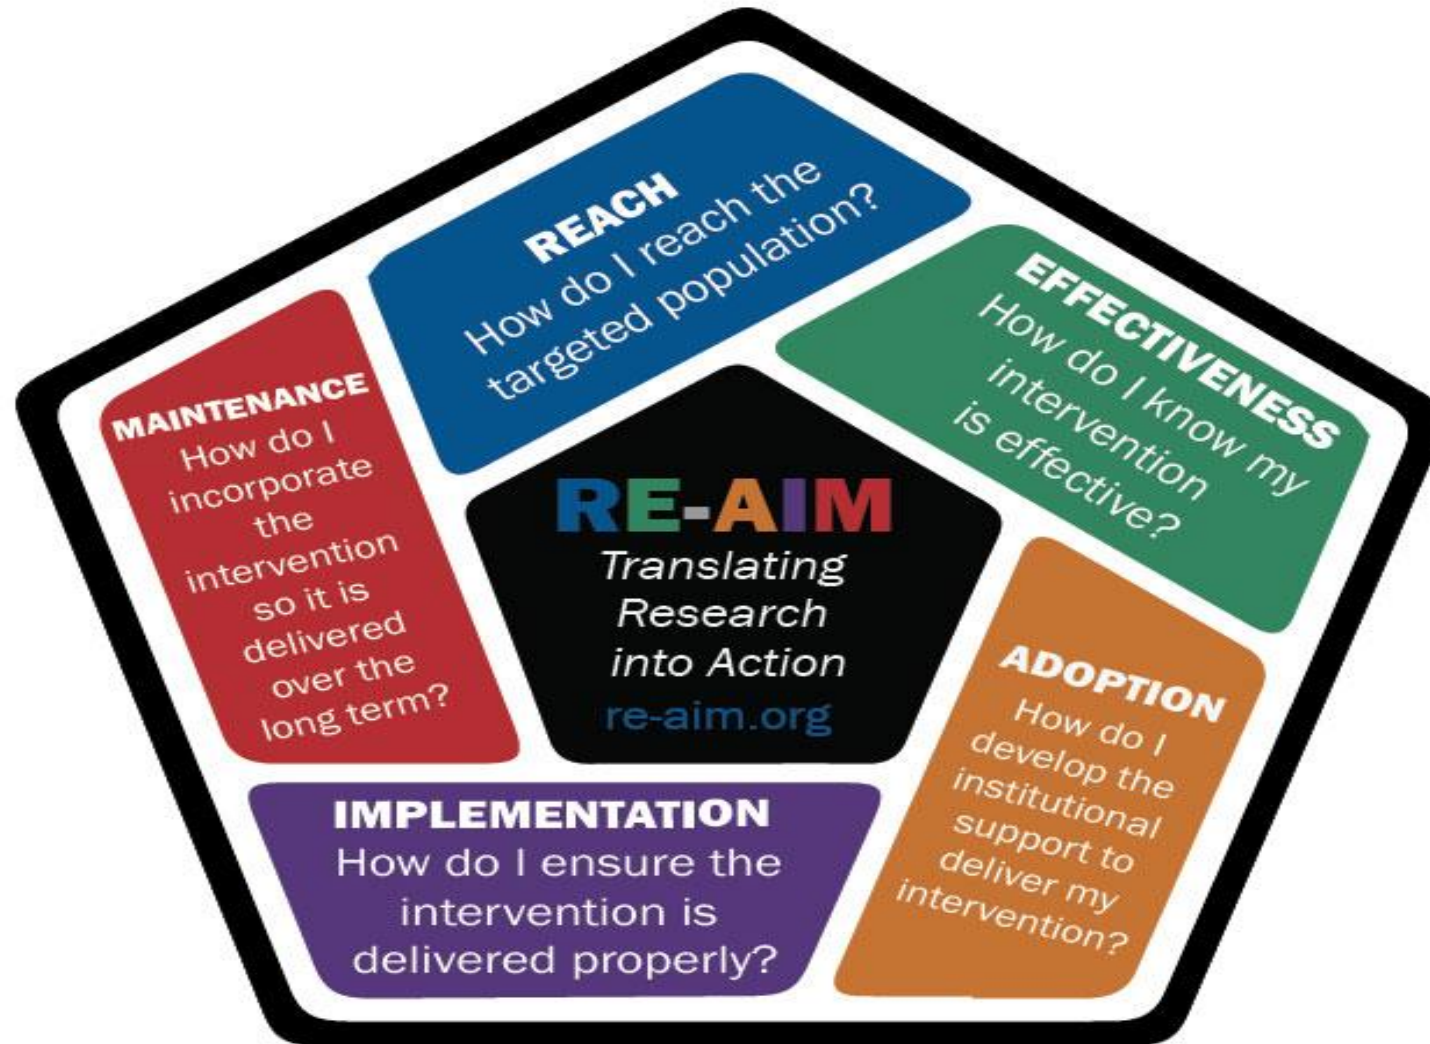 REACH
How do I reach the
targeted population?
EFFECTIVENESS
How do I know my
intervention
is effective?
ADOPTION
How do I
develop the
institutional
support to
deliver my
intervention?
IMPLEMENTATION
How do I ensure the
intervention is
delivered properly?
MAINTENANCE
How do I
incorporate
the
intervention
so it is
delivered
over the
long term?
RE-AIM
Translating
Research
into Action
re-aim.org